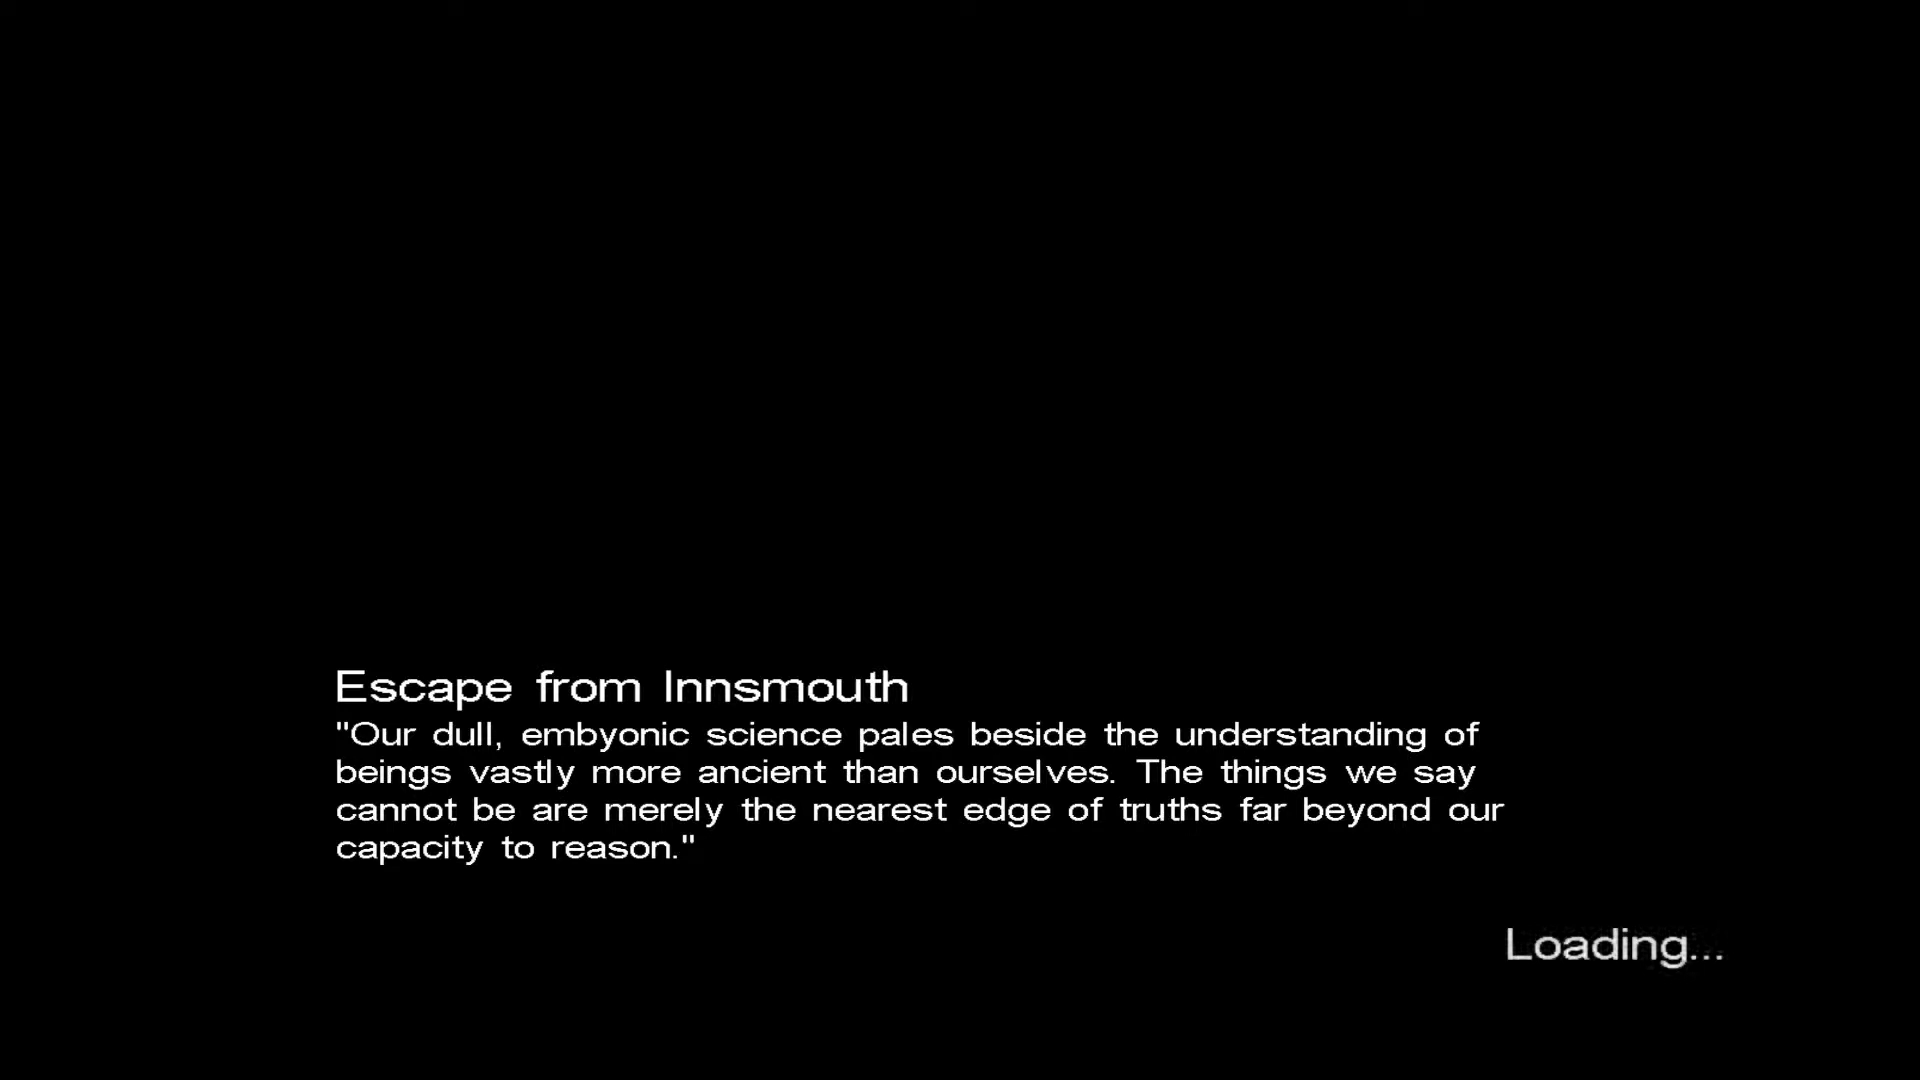 Escape from Innsmouth
"Our dull, embyonic science pales beside the understanding of
beings vastly more ancient than ourselves. The things we say
cannot be are merely the nearest edge of truths far beyond our
capacity to reason."
Loading...